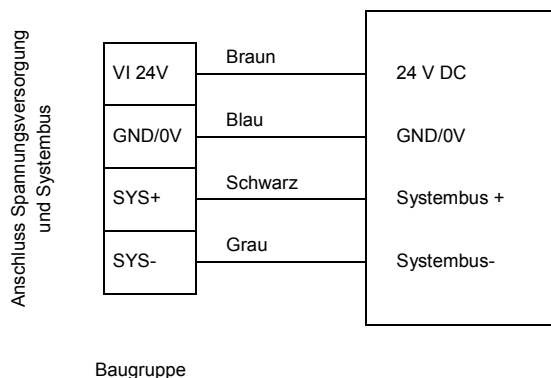 Anschluss Spannungsversorgung
und Systembus
VI 24V
Braun
24 V DC
GND/0V
Blau
GND/0V
SYS+
Schwarz
Systembus +
SYS-
Grau
Systembus-
Baugruppe